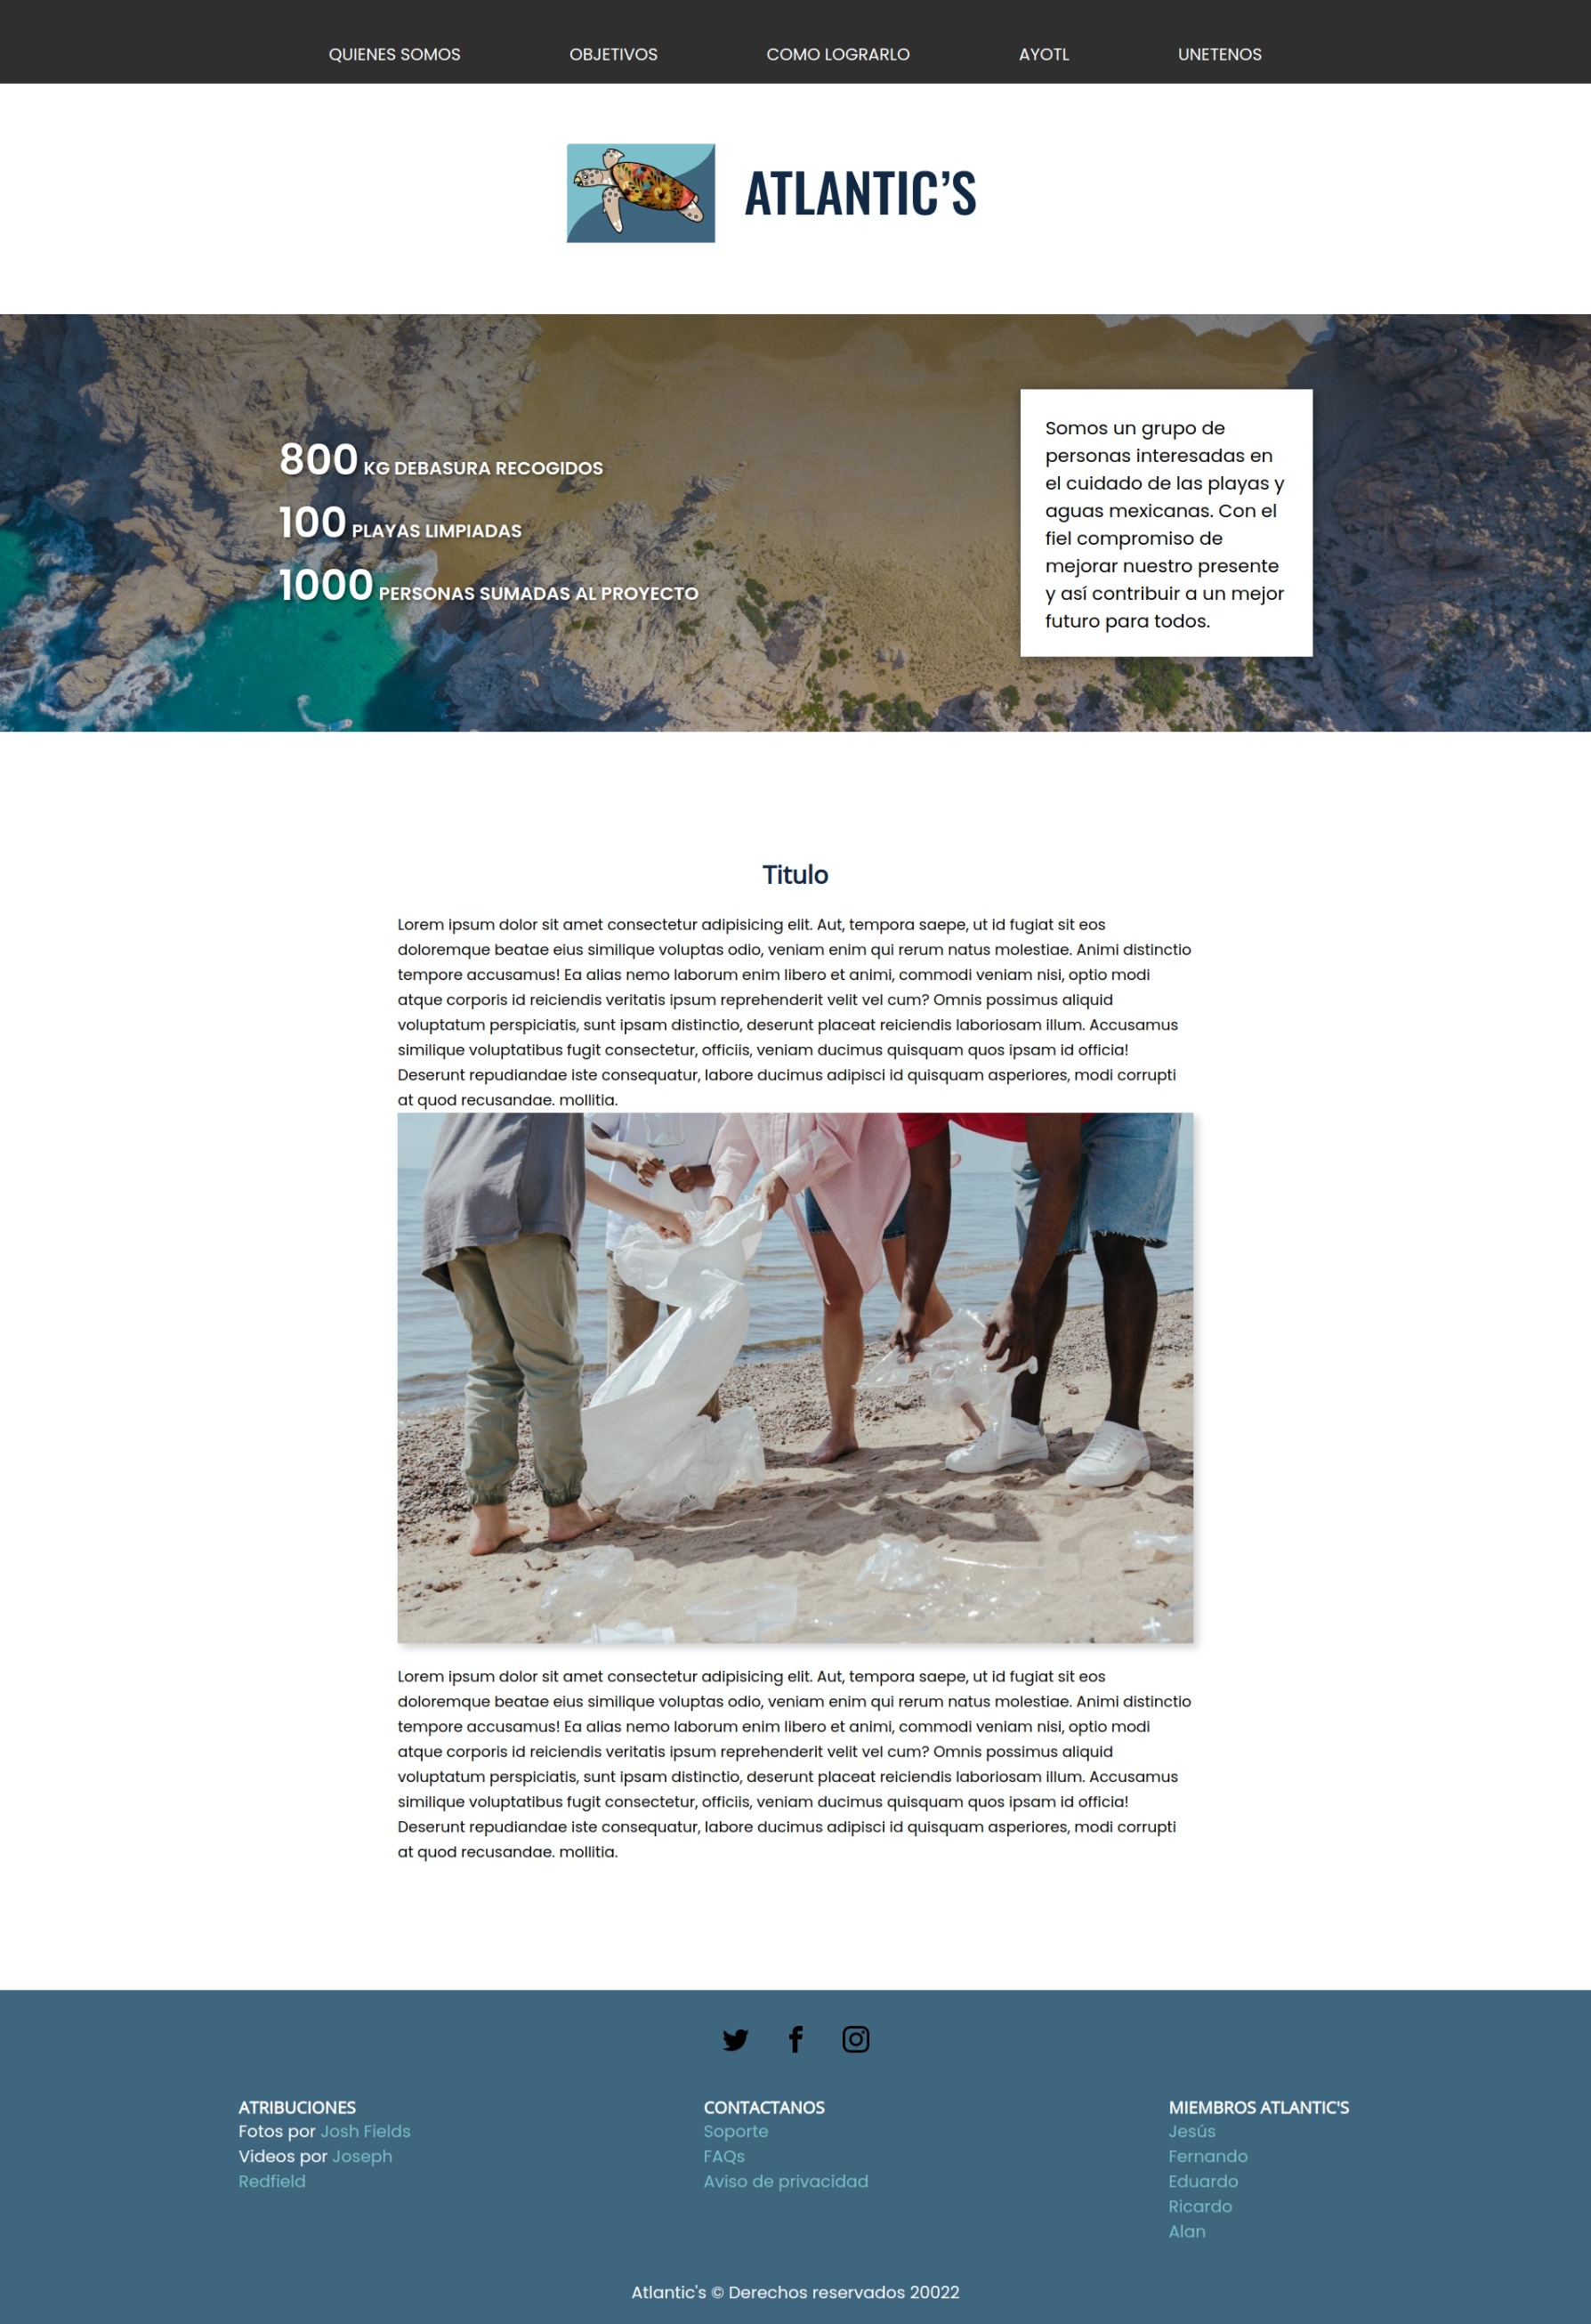 QUIENES SOMOS OBJETIVOS COMO LOGRARLO AYOTL UNETENOS
ATLANTIC’S
800 KG DEBASURA RECOGIDOS
100 PLAYAS LIMPIADAS
1000 PERSONAS SUMADAS AL PROYECTO
Somos un grupo de
personas interesadas en
el cuidado de las playas y
aguas mexicanas. Con el
fiel compromiso de
mejorar nuestro presente
y así contribuir a un mejor
futuro para todos.
Titulo
Lorem ipsum dolor sit amet consectetur adipisicing elit. Aut, tempora saepe, ut id fugiat sit eos
doloremque beatae eius similique voluptas odio, veniam enim qui rerum natus molestiae. Animi distinctio
tempore accusamus! Ea alias nemo laborum enim libero et animi, commodi veniam nisi, optio modi
atque corporis id reiciendis veritatis ipsum reprehenderit velit vel cum? Omnis possimus aliquid
voluptatum perspiciatis, sunt ipsam distinctio, deserunt placeat reiciendis laboriosam illum. Accusamus
similique voluptatibus fugit consectetur, officiis, veniam ducimus quisquam quos ipsam id officia!
Deserunt repudiandae iste consequatur, labore ducimus adipisci id quisquam asperiores, modi corrupti
at quod recusandae. mollitia.
Lorem ipsum dolor sit amet consectetur adipisicing elit. Aut, tempora saepe, ut id fugiat sit eos
doloremque beatae eius similique voluptas odio, veniam enim qui rerum natus molestiae. Animi distinctio
tempore accusamus! Ea alias nemo laborum enim libero et animi, commodi veniam nisi, optio modi
atque corporis id reiciendis veritatis ipsum reprehenderit velit vel cum? Omnis possimus aliquid
voluptatum perspiciatis, sunt ipsam distinctio, deserunt placeat reiciendis laboriosam illum. Accusamus
similique voluptatibus fugit consectetur, officiis, veniam ducimus quisquam quos ipsam id officia!
Deserunt repudiandae iste consequatur, labore ducimus adipisci id quisquam asperiores, modi corrupti
at quod recusandae. mollitia.
ATRIBUCIONES
Fotos por Josh Fields
Videos por Joseph
Redfield
CONTACTANOS
Soporte
FAQs
Aviso de privacidad
MIEMBROS ATLANTIC'S
Jesús
Fernando
Eduardo
Ricardo
Alan
Atlantic's © Derechos reservados 20022